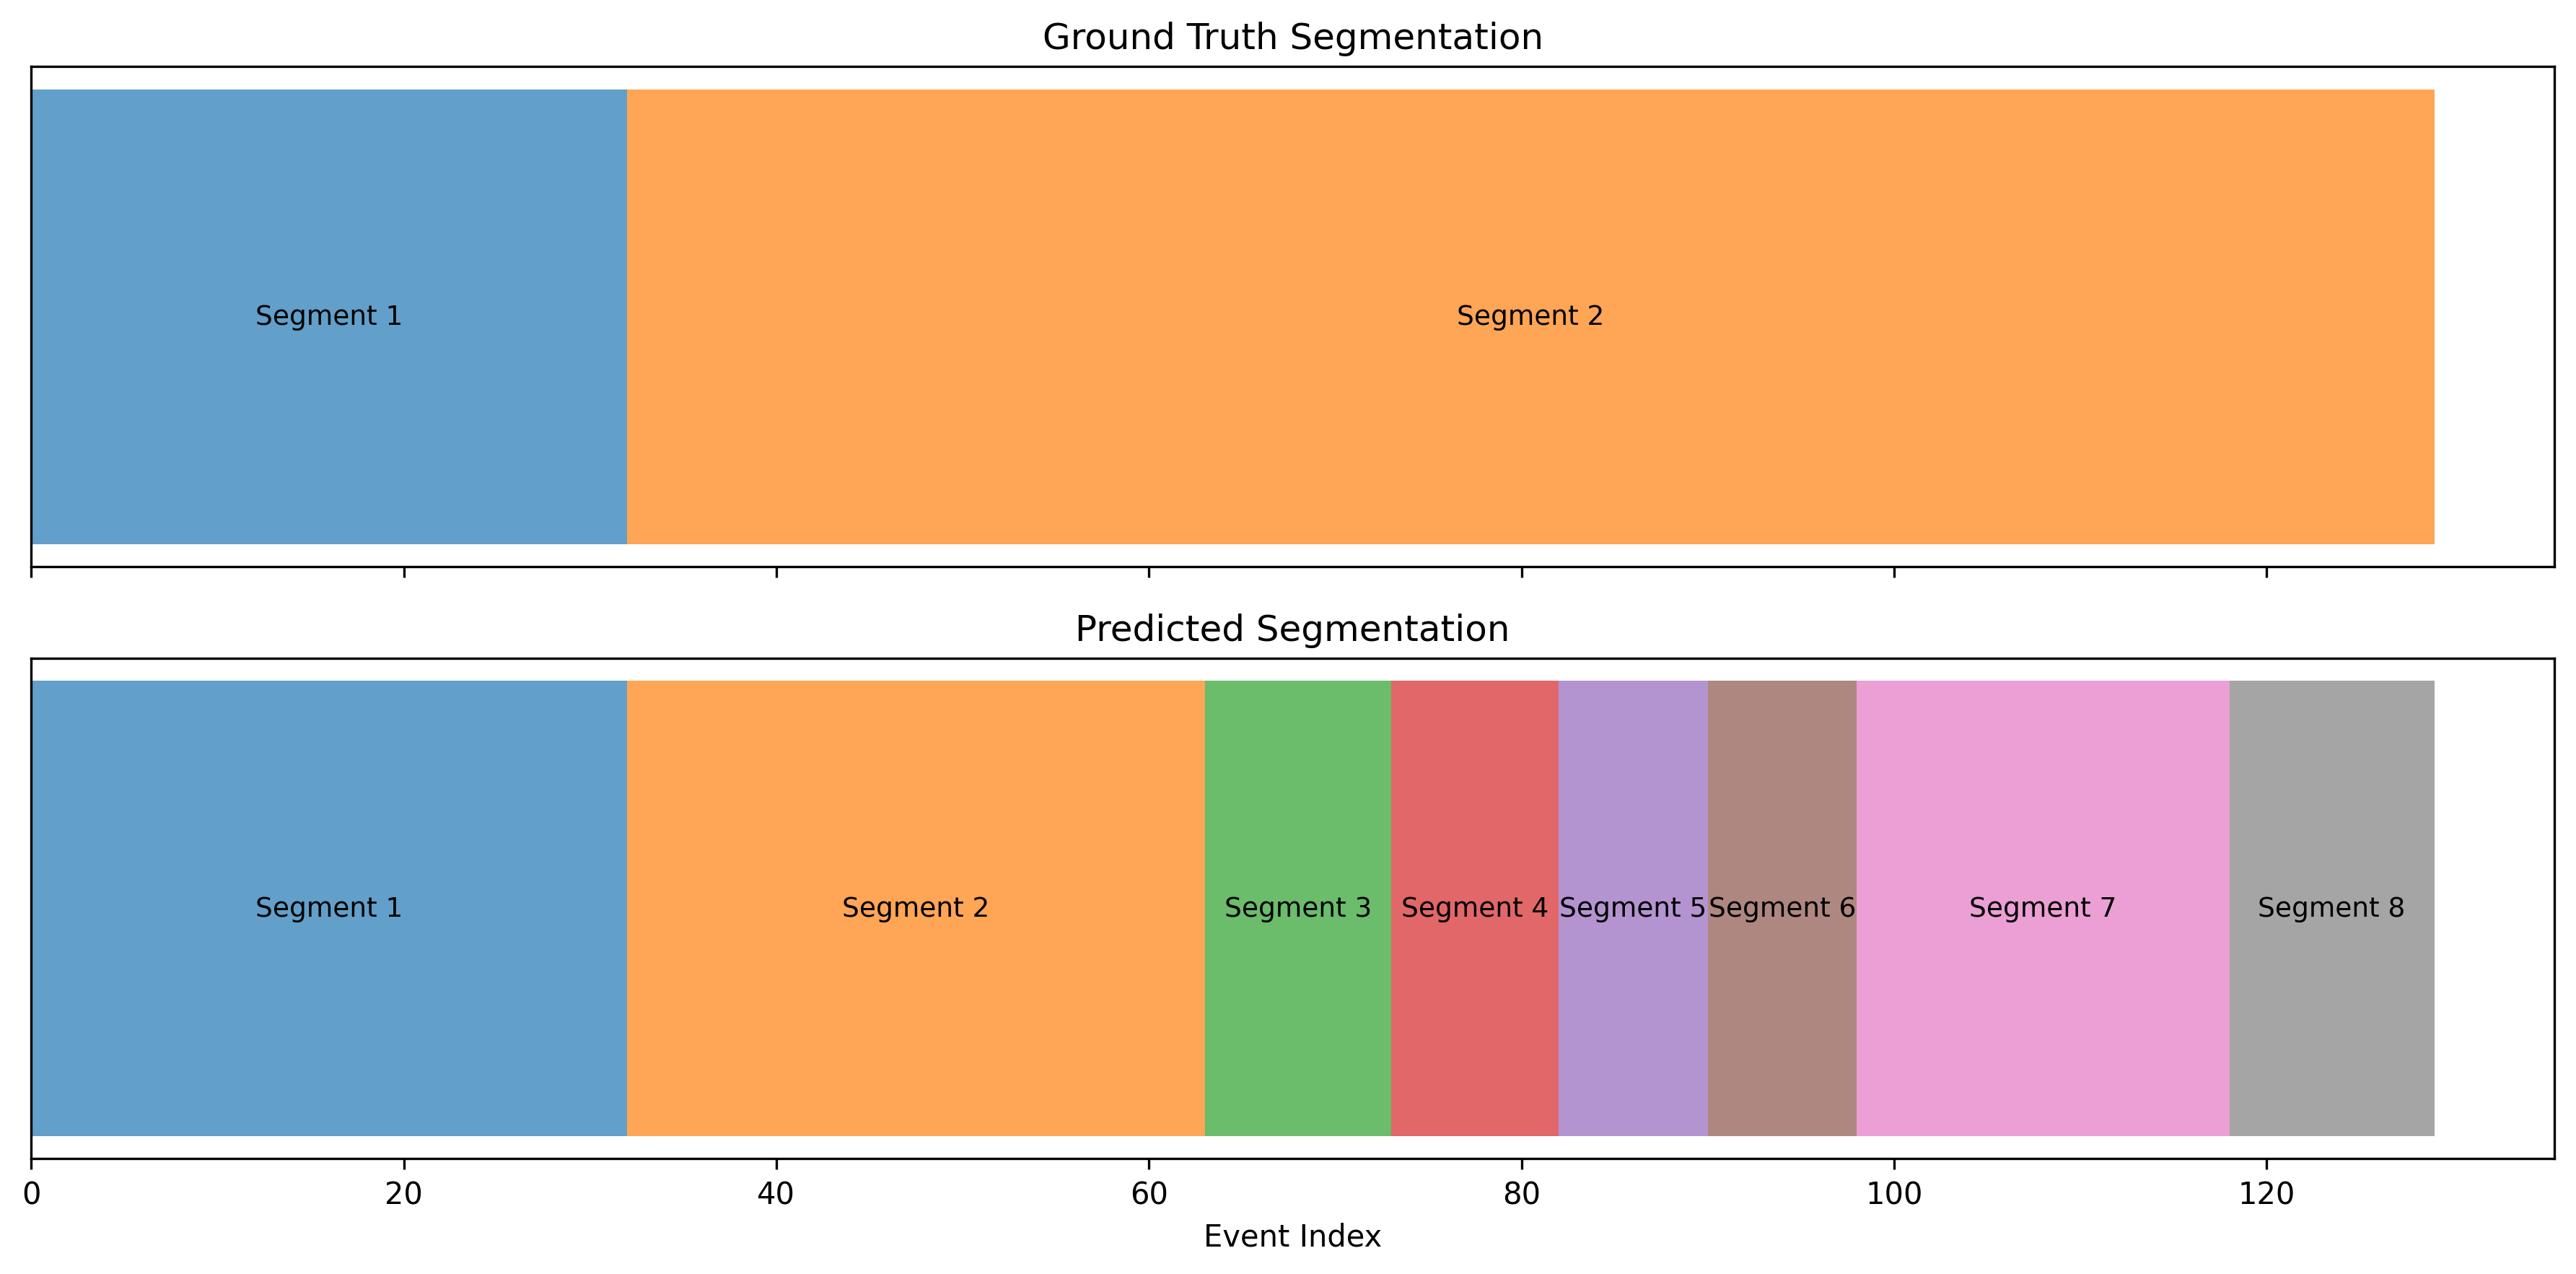 Ground Truth Segmentation
Segment 1 Segment 2
Predicted Segmentation
Segment 1 Segment 2 Segment 3 Segment 4 Segment 5 Segment 6 Segment 7 Segment 8
0 20 40 60 80 100 120
Event Index